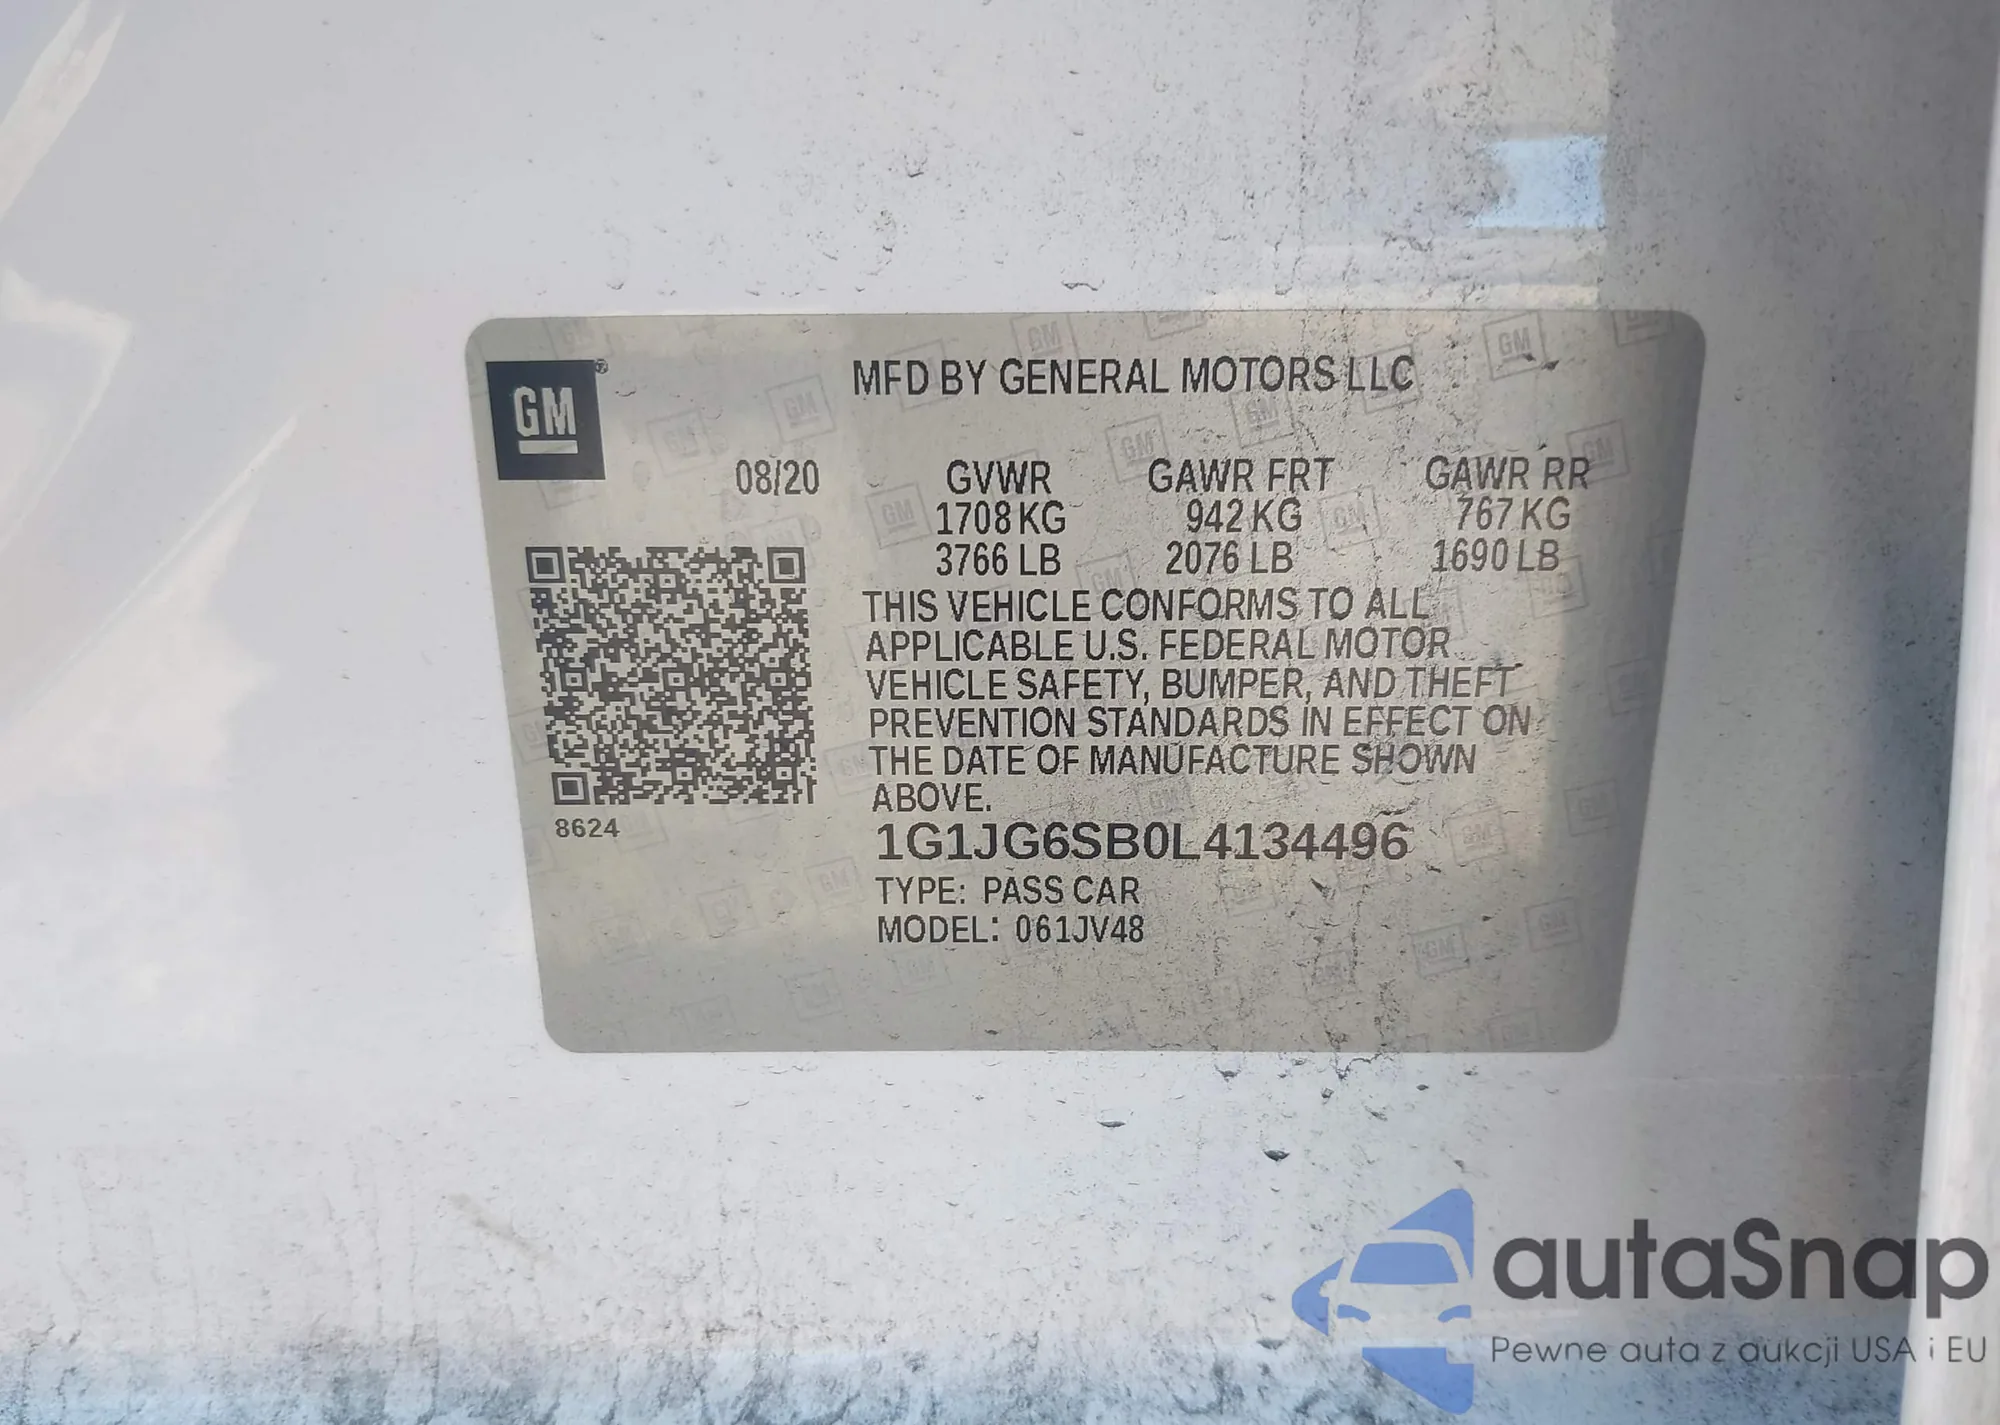 GM
MFD BY GENERAL MOTORS LLC
08/20
GVWR GAWR FRT GAWR RR
1708 KG 942 KG 767 KG
3766 LB 2076 LB 1690 LB
THIS VEHICLE CONFORMS TO ALL
APPLICABLE U.S. FEDERAL MOTOR
VEHICLE SAFETY, BUMPER, AND THEFT
PREVENTION STANDARDS IN EFFECT ON
THE DATE OF MANUFACTURE SHOWN
ABOVE.
8624
1G1JG6SB0L4134496
TYPE: PASS CAR
MODEL: 061JV48
autaSnap
Pewne auta z aukcji USA i EU